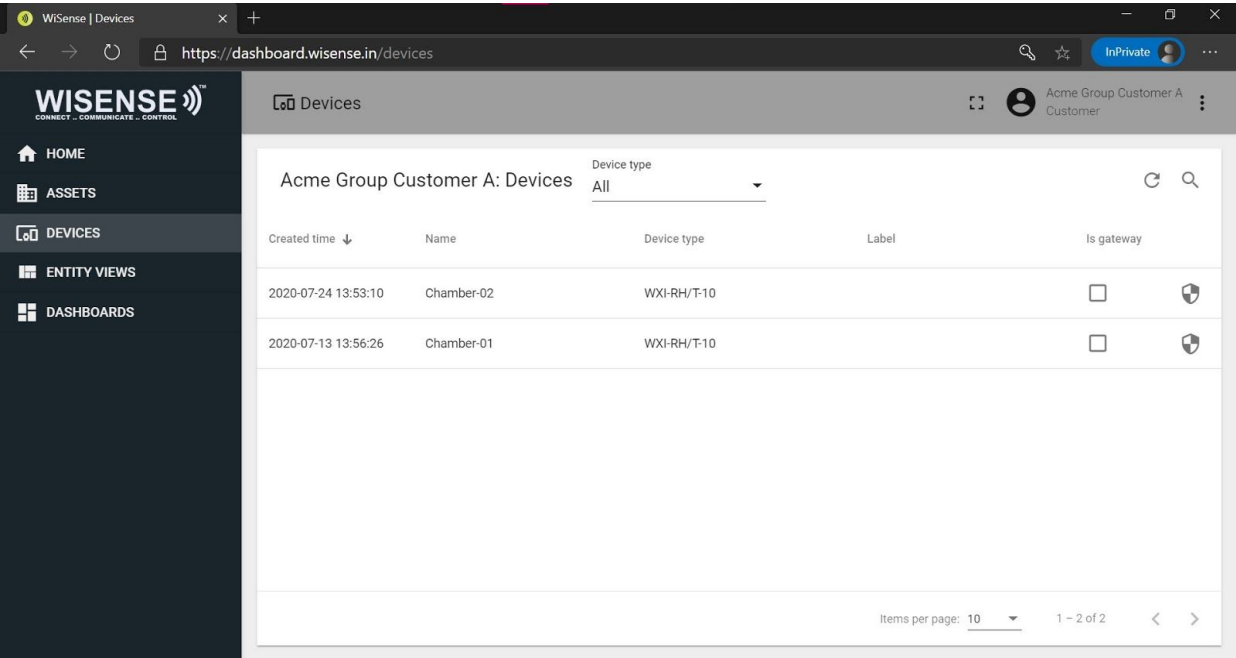 WiSense | Devices
https://dashboard.wisense.in/devices
InPrivate
WISENSE™
CONNECT .. COMMUNICATE .. CONTROL
Devices
Acme Group Customer A
Customer
HOME
ASSETS
DEVICES
ENTITY VIEWS
DASHBOARDS
Acme Group Customer A: Devices
Device type
All
Created time Name Device type Label Is gateway
2020-07-24 13:53:10 Chamber-02 WXI-RH/T-10
2020-07-13 13:56:26 Chamber-01 WXI-RH/T-10
Items per page: 10 1 – 2 of 2